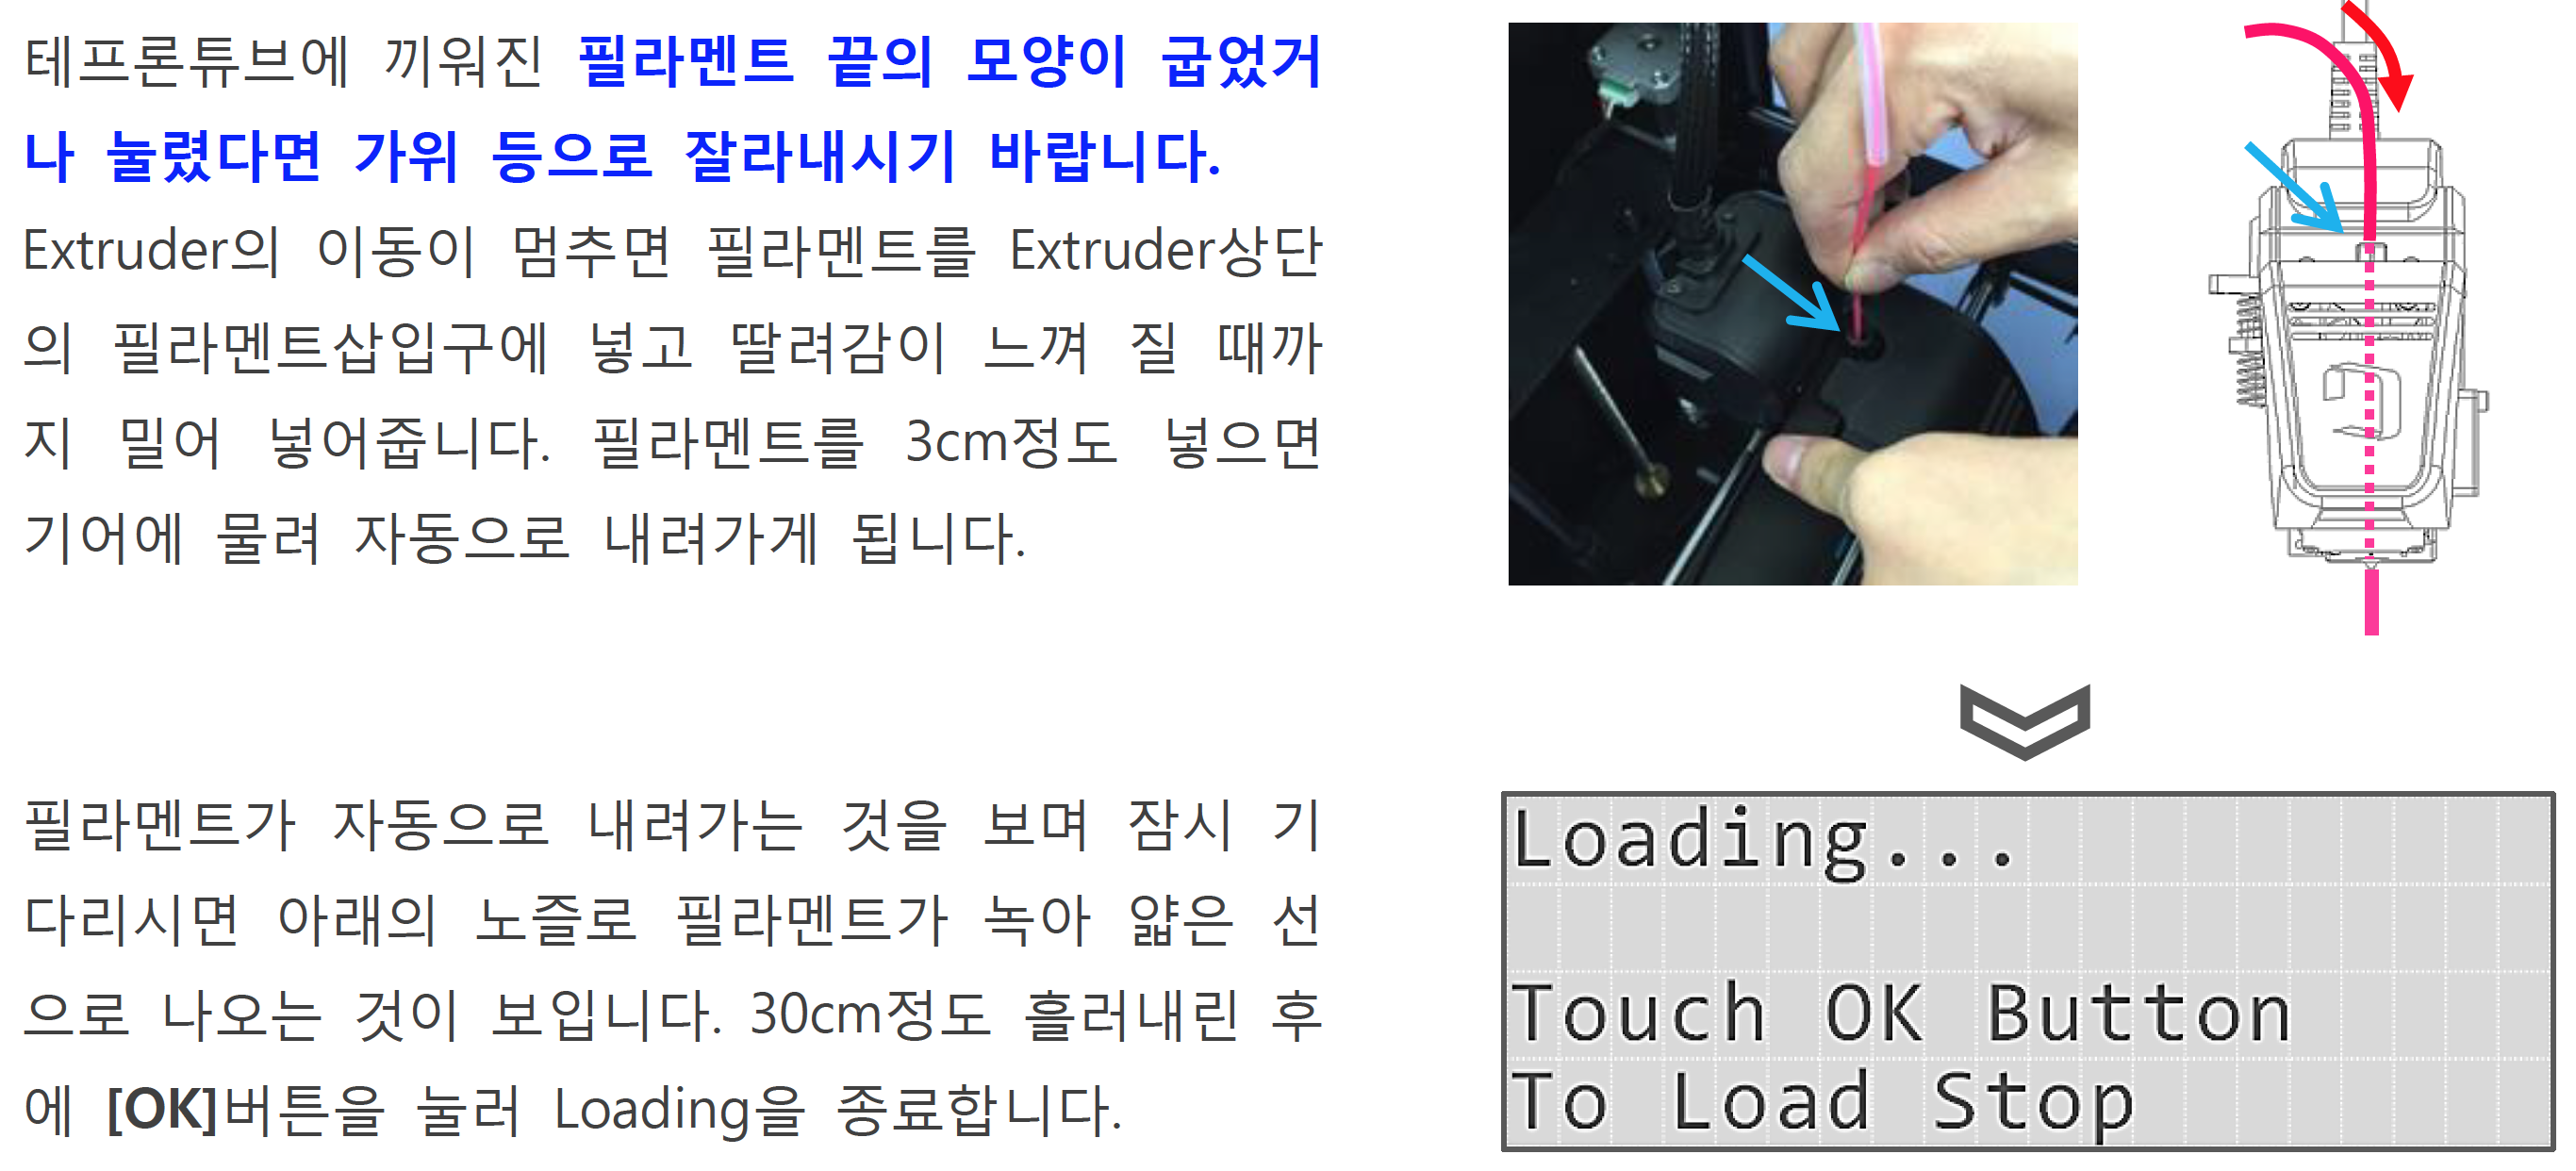 테프론튜브에 끼워진 필라멘트 끝의 모양이 굽었거
나 눌렸다면 가위 등으로 잘라내시기 바랍니다.
Extruder의 이동이 멈추면 필라멘트를 Extruder상단
의 필라멘트삽입구에 넣고 딸려감이 느껴 질 때까
지 밀어 넣어줍니다. 필라멘트를 3cm정도 넣으면
기어에 물려 자동으로 내려가게 됩니다.
필라멘트가 자동으로 내려가는 것을 보며 잠시 기
다리시면 아래의 노즐로 필라멘트가 녹아 얇은 선
으로 나오는 것이 보입니다. 30cm정도 흘러내린 후
에 [OK]버튼을 눌러 Loading을 종료합니다.
Loading...
Touch OK Button
To Load Stop